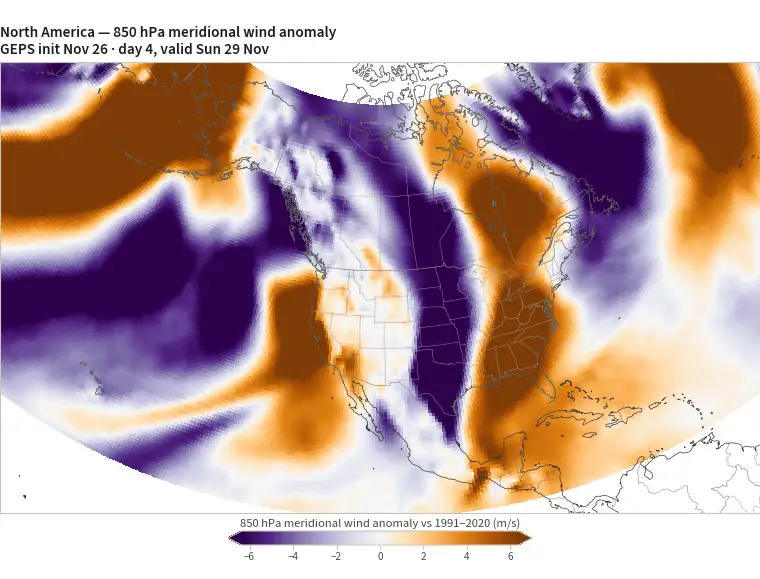 North America — 850 hPa meridional wind anomaly
GEPS init Nov 26 · day 4, valid Sun 29 Nov
850 hPa meridional wind anomaly vs 1991–2020 (m/s)
−6 −4 −2 0 2 4 6